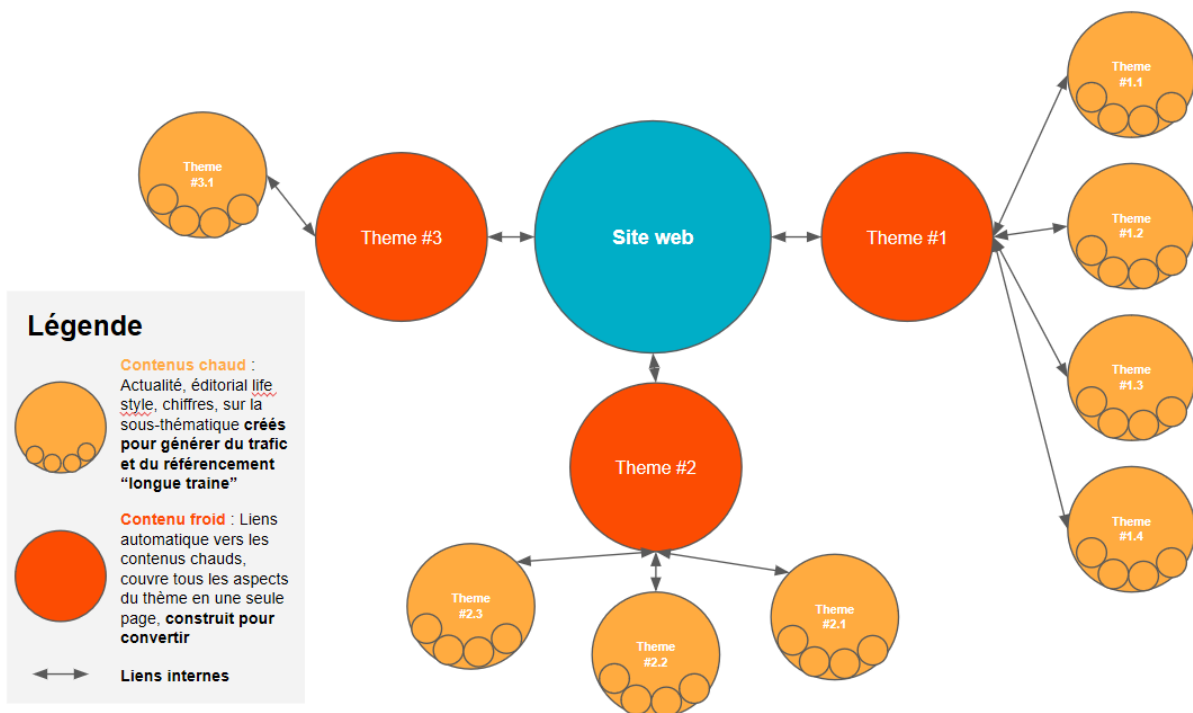 Theme
#1.1
Theme
#3.1
Theme
#1.2
Theme #3
Site web
Theme #1
Légende
Contenus chaud :
Actualité, éditorial life
style, chiffres, sur la
sous-thématique créés
pour générer du trafic
et du référencement
“longue traine”
Theme
#1.3
Theme #2
Contenu froid : Liens
automatique vers les
contenus chauds,
couvre tous les aspects
du thème en une seule
page, construit pour
convertir
Theme
#1.4
Theme
#2.3
Theme
#2.2
Theme
#2.1
Liens internes